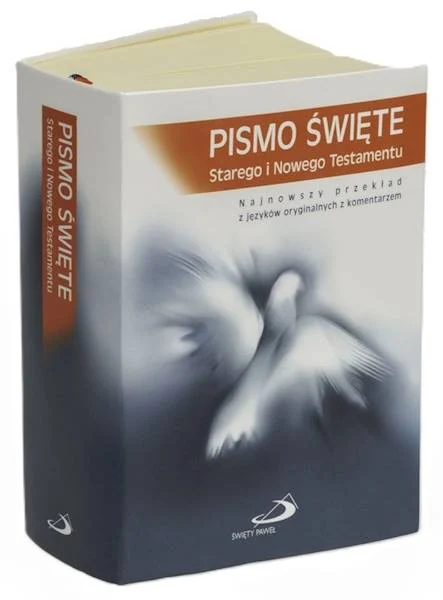 PISMO ŚWIĘTE
Starego i Nowego Testamentu
PISMO ŚWIĘTE
Starego i Nowego Testamentu
Najnowszy przekład
z języków oryginalnych z komentarzem
ŚWIĘTY PAWEŁ